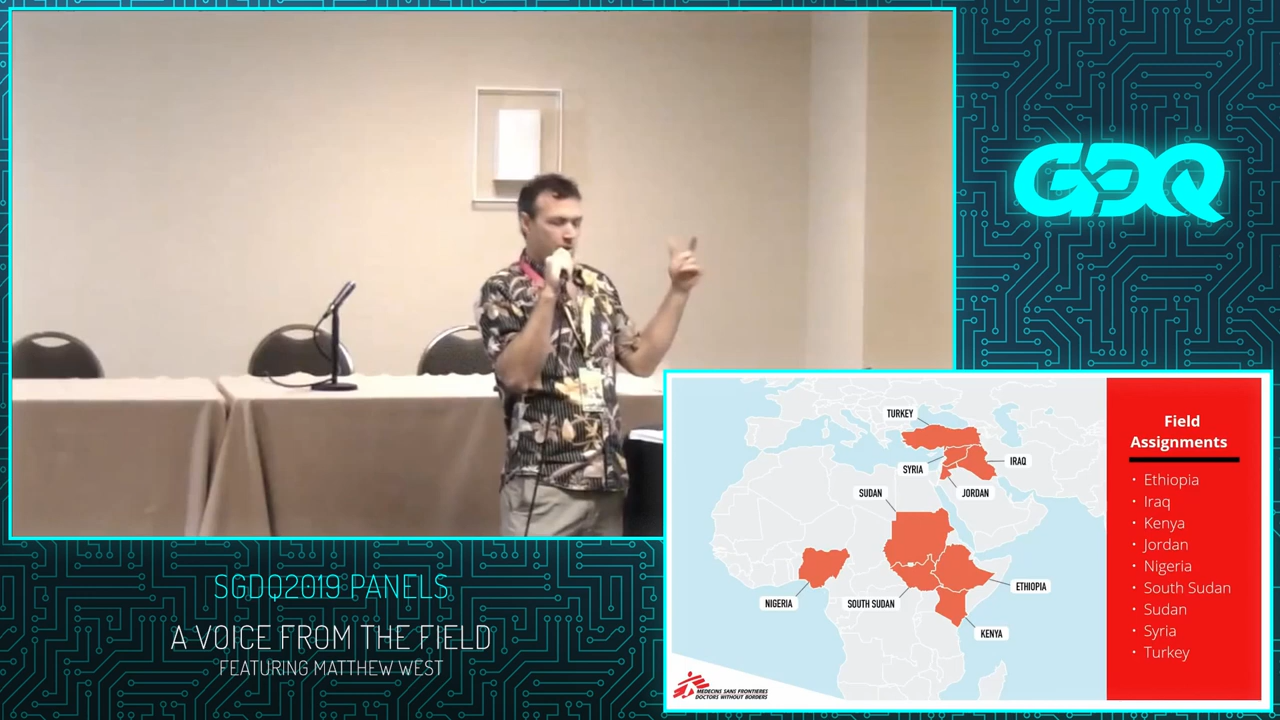 GDQ
TURKEY
SYRIA
IRAQ
JORDAN
SUDAN
ETHIOPIA
NIGERIA
SOUTH SUDAN
KENYA
MEDECINS SANS FRONTIERES
DOCTORS WITHOUT BORDERS
Field
Assignments
• Ethiopia
• Iraq
• Kenya
• Jordan
• Nigeria
• South Sudan
• Sudan
• Syria
• Turkey
SGDQ2019 PANELS
A VOICE FROM THE FIELD
FEATURING MATTHEW WEST